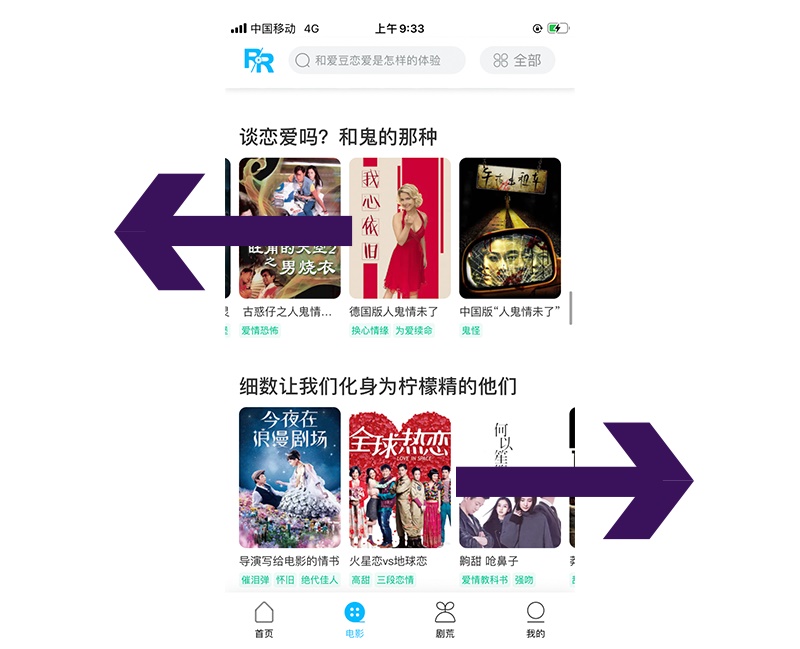 中国移动 4G 上午 9:33
RR 和爱豆恋爱是怎样的体验 全部
谈恋爱吗？和鬼的那种
我心依旧
午夜出租车
旺角的天空2
之男烧衣
古惑仔之人鬼情... 德国版人鬼情未了 中国版“人鬼情未了”
爱情恐怖 换心情缘 为爱续命 鬼怪
细数让我们化身为柠檬精的他们
今夜在
浪漫剧场
全球热恋
LOVE IN SPACE
何以笙
导演写给电影的情书 火星恋vs地球恋 齁甜 呛鼻子
催泪弹 怀旧 绝代佳人 高甜 三段恋情 爱情教科书 强吻
首页 电影 剧荒 我的